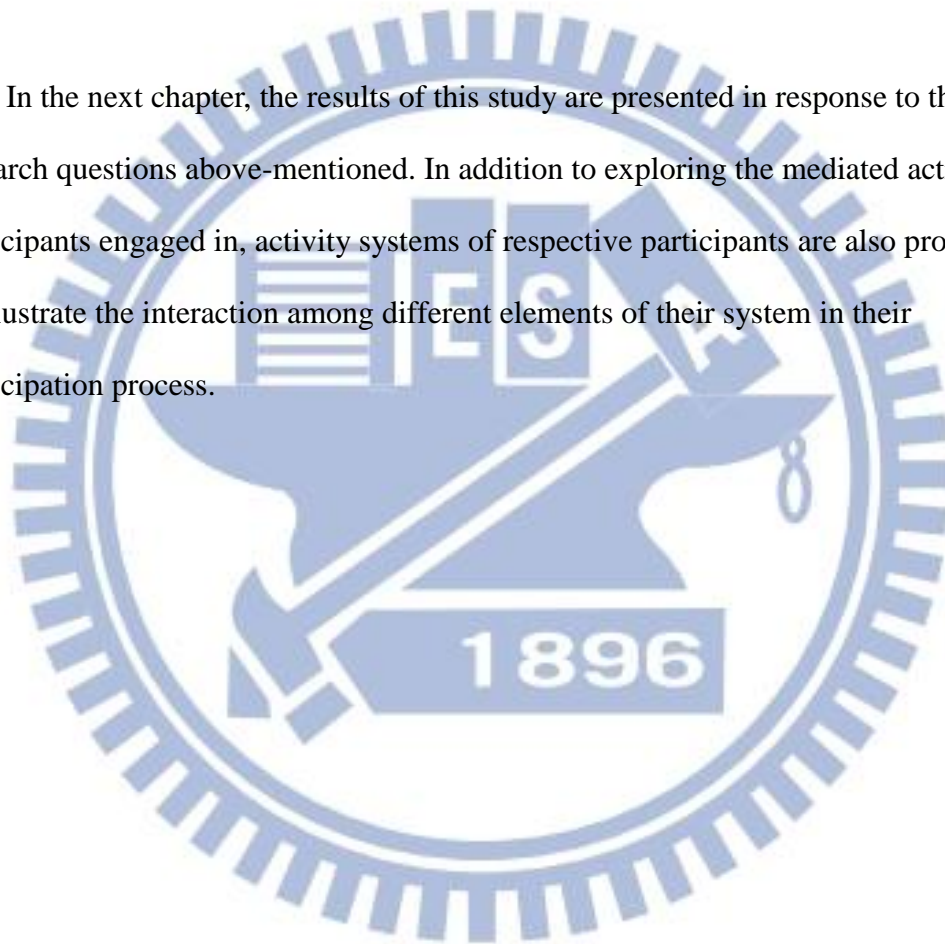 In the next chapter, the results of this study are presented in response to th
arch questions above-mentioned. In addition to exploring the mediated act
cipants engaged in, activity systems of respective participants are also pro
lustrate the interaction among different elements of their system in their
cipation process.
E S A
1896